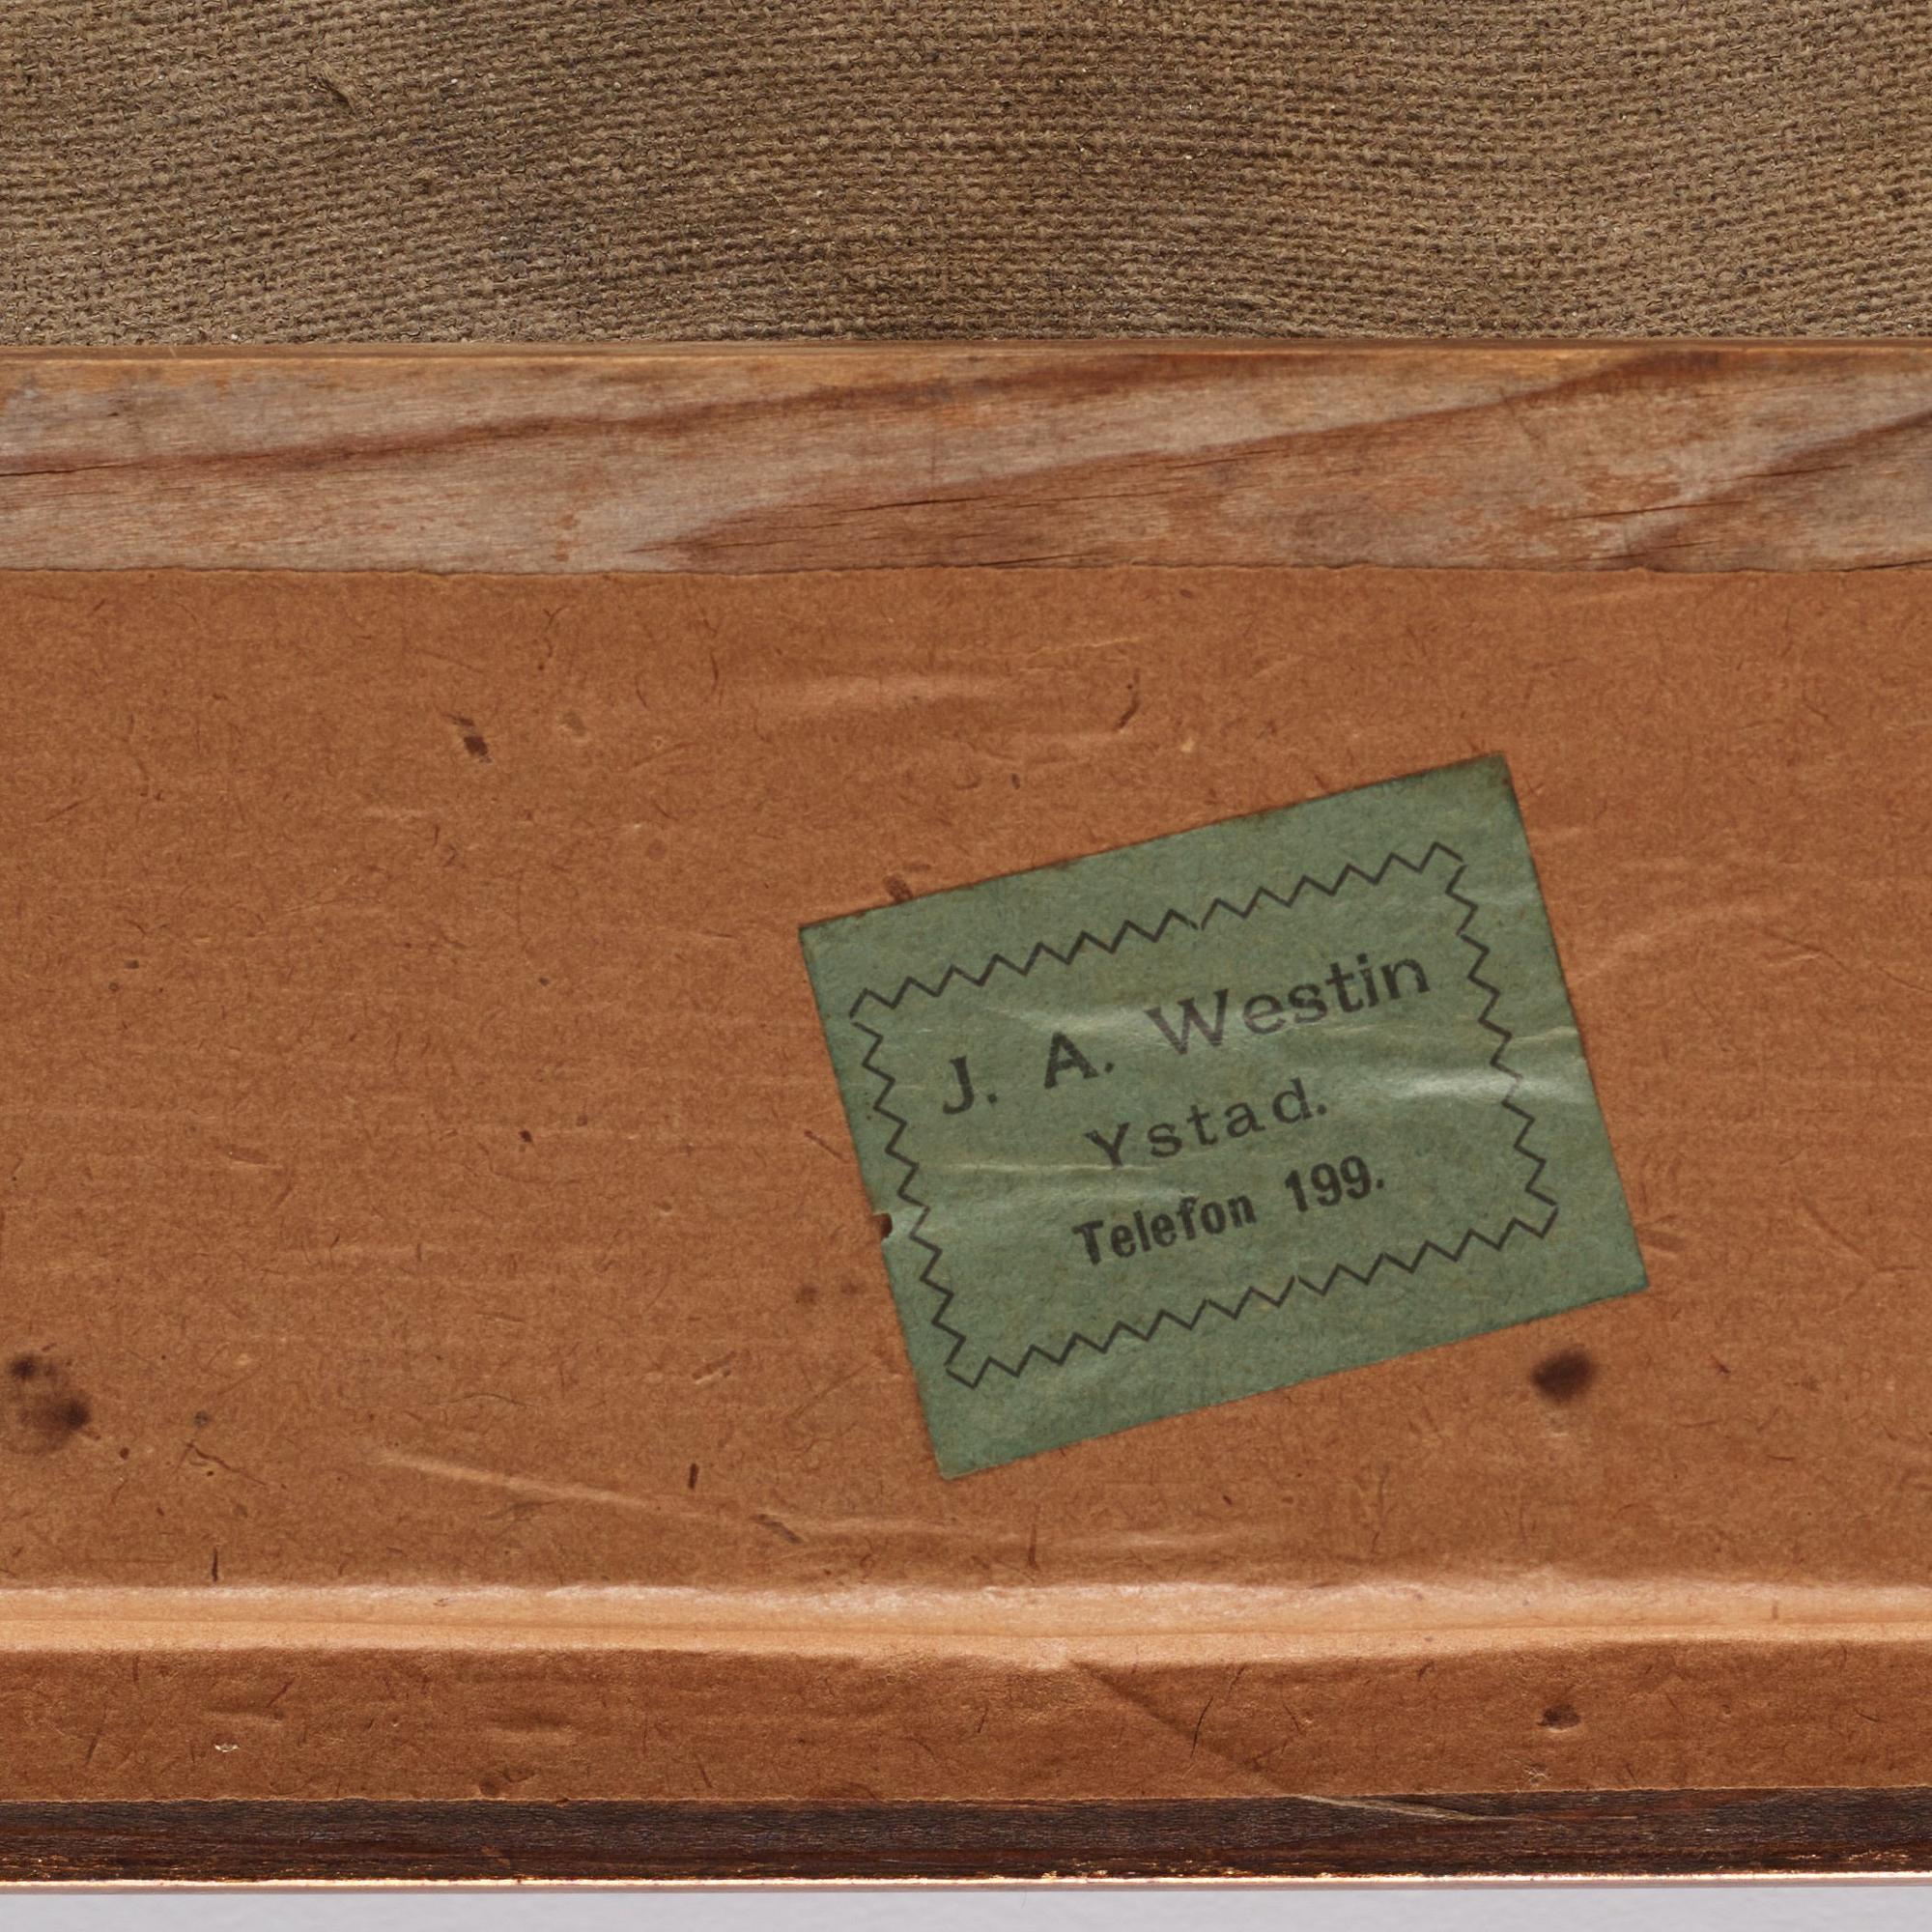 J. A. Westin
Ystad.
Telefon 199.